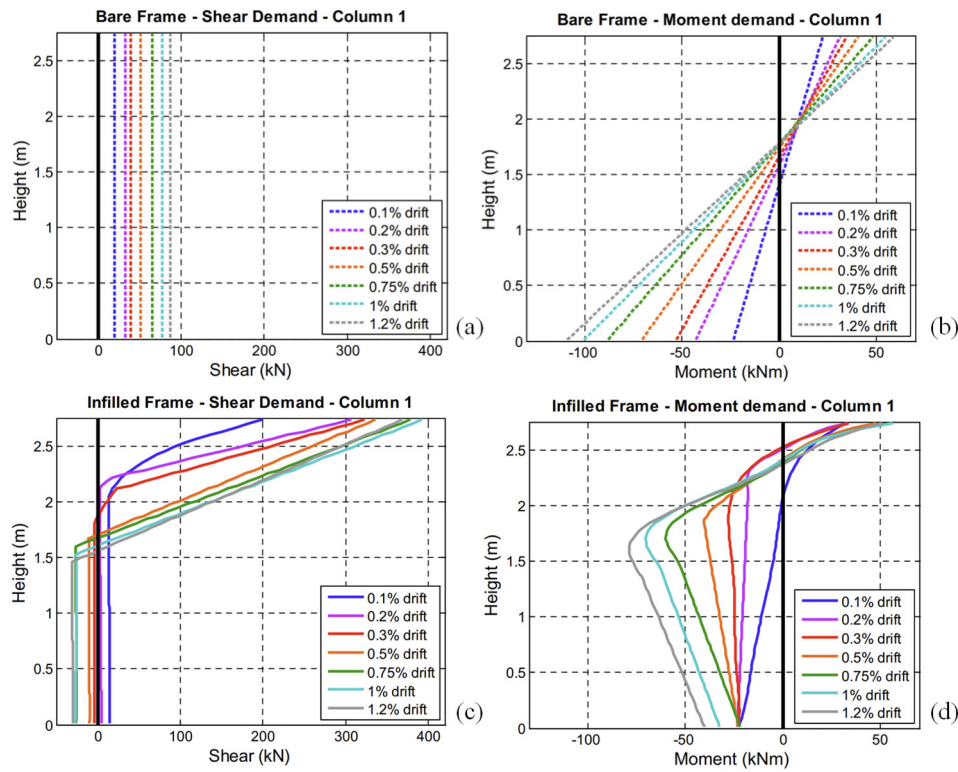 Bare Frame - Shear Demand - Column 1
Height (m)
2.5
2
1.5
1
0.5
0
0.1% drift
0.2% drift
0.3% drift
0.5% drift
0.75% drift
1% drift
1.2% drift
(a)
0 100 200 300 400
Shear (kN)
Bare Frame - Moment demand - Column 1
Height (m)
2.5
2
1.5
1
0.5
0
0.1% drift
0.2% drift
0.3% drift
0.5% drift
0.75% drift
1% drift
1.2% drift
(b)
-100 -50 0 50
Moment (kNm)
Infilled Frame - Shear Demand - Column 1
Height (m)
2.5
2
1.5
1
0.5
0
0.1% drift
0.2% drift
0.3% drift
0.5% drift
0.75% drift
1% drift
1.2% drift
(c)
0 100 200 300 400
Shear (kN)
Infilled Frame - Moment demand - Column 1
Height (m)
2.5
2
1.5
1
0.5
0
0.1% drift
0.2% drift
0.3% drift
0.5% drift
0.75% drift
1% drift
1.2% drift
(d)
-100 -50 0 50
Moment (kNm)